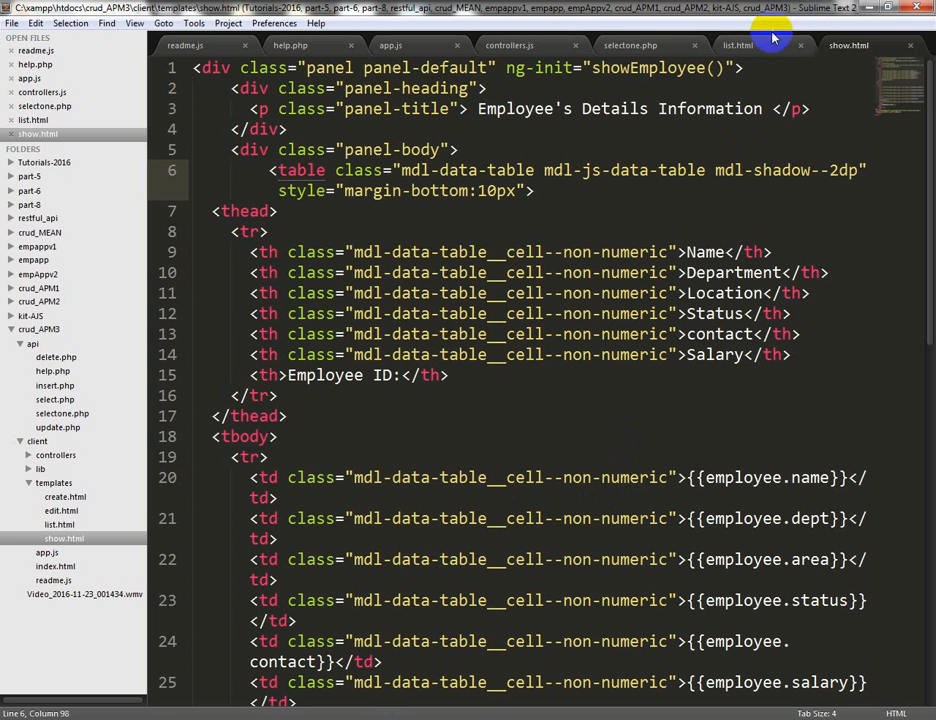 C:\xampp\htdocs\crud_APM3\client\templates\show.html (Tutorials-2016, part-5, part-6, part-8, restful_api, crud_MEAN, empappv1, empapp, empAppv2, crud_APM1, crud_APM2, kit-AJS, crud_APM3) - Sublime Text 2
File Edit Selection Find View Goto Tools Project Preferences Help
OPEN FILES
readme.js
help.php
app.js
controllers.js
selectone.php
list.html
show.html
FOLDERS
Tutorials-2016
part-5
part-6
part-8
restful_api
crud_MEAN
empappv1
empapp
empAppv2
crud_APM1
crud_APM2
kit-AJS
crud_APM3
api
delete.php
help.php
insert.php
select.php
selectone.php
update.php
client
controllers
lib
templates
create.html
edit.html
list.html
show.html
app.js
index.html
readme.js
Video_2016-11-23_001434.wmv
readme.js help.php app.js controllers.js selectone.php list.html show.html
1 <div class="panel panel-default" ng-init="showEmployee()">
2 <div class="panel-heading">
3 <p class="panel-title"> Employee's Details Information </p>
4 </div>
5 <div class="panel-body">
6 <table class="mdl-data-table mdl-js-data-table mdl-shadow--2dp"
style="margin-bottom:10px">
7 <thead>
8 <tr>
9 <th class="mdl-data-table__cell--non-numeric">Name</th>
10 <th class="mdl-data-table__cell--non-numeric">Department</th>
11 <th class="mdl-data-table__cell--non-numeric">Location</th>
12 <th class="mdl-data-table__cell--non-numeric">Status</th>
13 <th class="mdl-data-table__cell--non-numeric">contact</th>
14 <th class="mdl-data-table__cell--non-numeric">Salary</th>
15 <th>Employee ID:</th>
16 </tr>
17 </thead>
18 <tbody>
19 <tr>
20 <td class="mdl-data-table__cell--non-numeric">{{employee.name}}</
td>
21 <td class="mdl-data-table__cell--non-numeric">{{employee.dept}}</
td>
22 <td class="mdl-data-table__cell--non-numeric">{{employee.area}}</
td>
23 <td class="mdl-data-table__cell--non-numeric">{{employee.status}}
</td>
24 <td class="mdl-data-table__cell--non-numeric">{{employee.
contact}}</td>
25 <td class="mdl-data-table__cell--non-numeric">{{employee.salary}}
</td>
Line 6, Column 98
Tab Size: 4 HTML